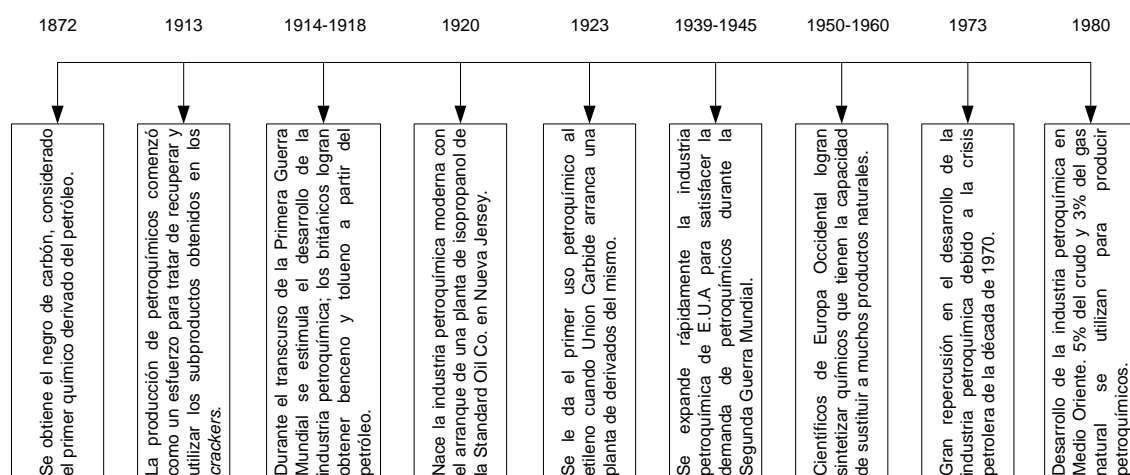 1872
1913
1914-1918
1920
1923
1939-1945
1950-1960
1973
1980
Se obtiene el negro de carbón, considerado
el primer químico derivado del petróleo.
La producción de petroquímicos comenzó
como un esfuerzo para tratar de recuperar y
utilizar los subproductos obtenidos en los
crackers.
Durante el transcurso de la Primera Guerra
Mundial se estimula el desarrollo de la
industria petroquímica; los británicos logran
obtener benceno y tolueno a partir del
petróleo.
Nace la industria petroquímica moderna con
el arranque de una planta de isopropanol de
la Standard Oil Co. en Nueva Jersey.
Se le da el primer uso petroquímico al
etileno cuando Union Carbide arranca una
planta de derivados del mismo.
Se expande rápidamente la industria
petroquímica de E.U.A para satisfacer la
demanda de petroquímicos durante la
Segunda Guerra Mundial.
Científicos de Europa Occidental logran
sintetizar químicos que tienen la capacidad
de sustituir a muchos productos naturales.
Gran repercusión en el desarrollo de la
industria petroquímica debido a la crisis
petrolera de la década de 1970.
Desarrollo de la industria petroquímica en
Medio Oriente. 5% del crudo y 3% del gas
natural se utilizan para producir
petroquímicos.